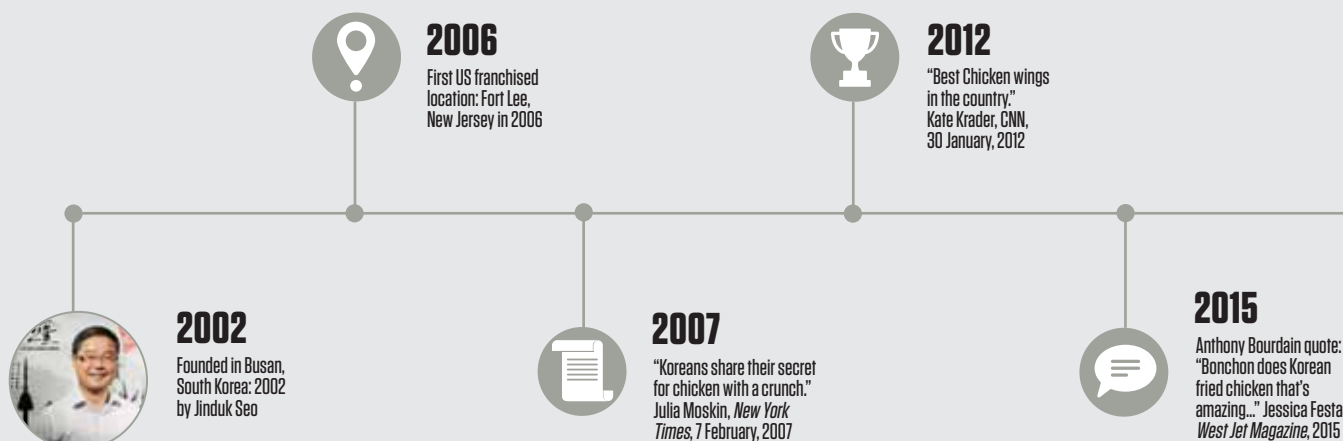 2006
First US franchised
location: Fort Lee,
New Jersey in 2006
2012
“Best Chicken wings
in the country.”
Kate Krader, CNN,
30 January, 2012
2002
Founded in Busan,
South Korea: 2002
by Jinduk Seo
2007
“Koreans share their secret
for chicken with a crunch.”
Julia Moskin, New York
Times, 7 February, 2007
2015
Anthony Bourdain quote:
“Bonchon does Korean
fried chicken that’s
amazing...” Jessica Festa
West Jet Magazine, 2015